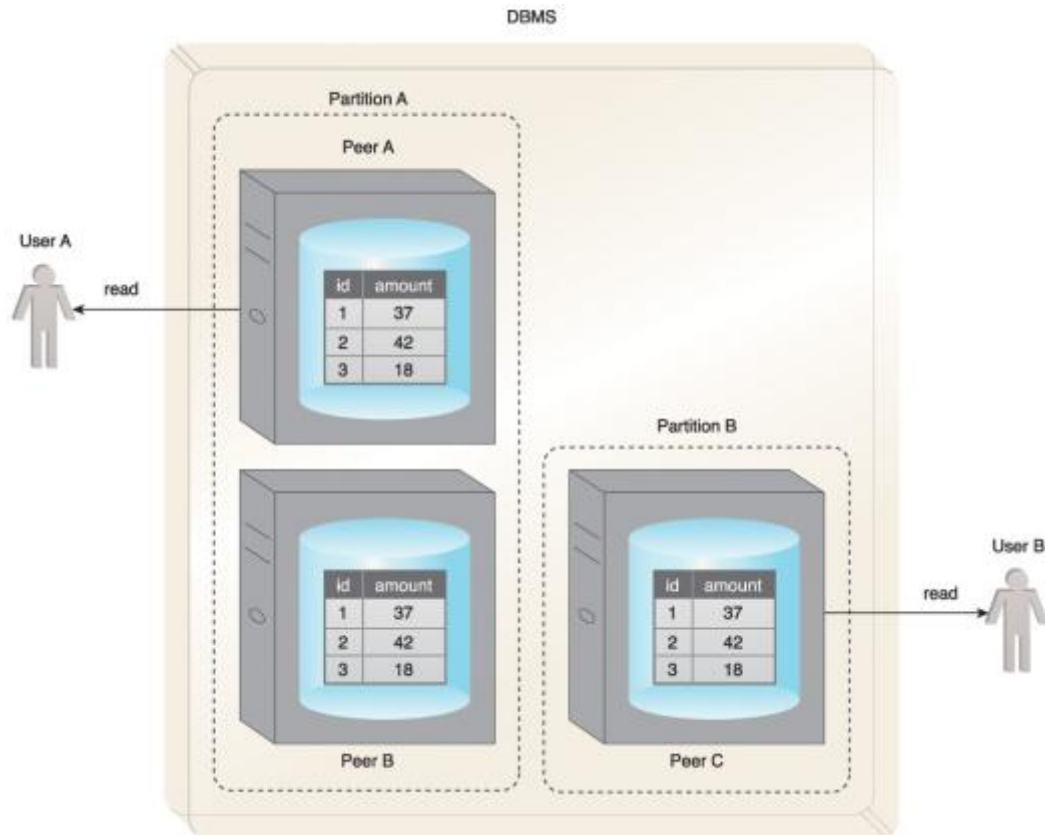 DBMS
Partition A
Peer A
User A
read
id amount
1 37
2 42
3 18
Partition B
User B
read
id amount
1 37
2 42
3 18
Peer B
id amount
1 37
2 42
3 18
Peer C